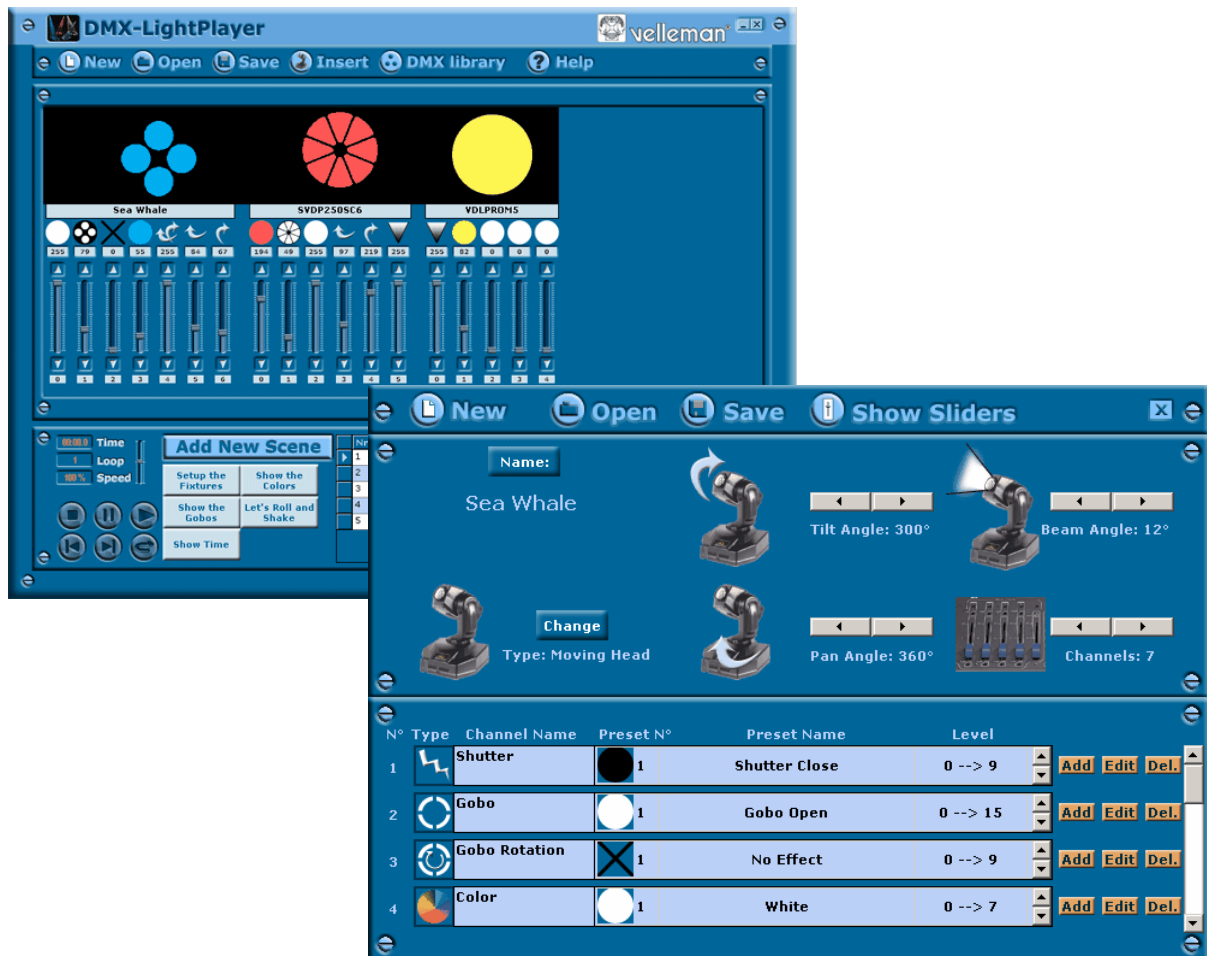 DMX-LightPlayer velleman
New Open Save Insert DMX library Help
Sea Whale SVDP250SC6 VDLPROM5
255 79 0 55 255 84 67 194 49 255 97 219 255 255 82 0 0 0
0 1 2 3 4 5 6 0 1 2 3 4 5 0 1 2 3 4
00:00.0 Time
1 Loop
100 % Speed
Add New Scene
Setup the Fixtures
Show the Colors
Show the Gobos
Let's Roll and Shake
Show Time
Nr
1
2
3
4
5
New Open Save Show Sliders
Name:
Sea Whale
Tilt Angle: 300°
Beam Angle: 12°
Change
Type: Moving Head
Pan Angle: 360°
Channels: 7
N° Type Channel Name Preset N° Preset Name Level
1 Shutter 1 Shutter Close 0 --> 9 Add Edit Del.
2 Gobo 1 Gobo Open 0 --> 15 Add Edit Del.
3 Gobo Rotation 1 No Effect 0 --> 9 Add Edit Del.
4 Color 1 White 0 --> 7 Add Edit Del.